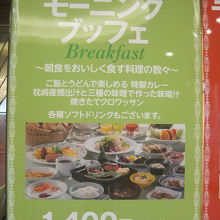 モーニング
ブッフェ
Breakfast
〜朝食をおいしく食す料理の数々〜
ご飯とうどんで楽しめる 特製カレー
枕崎産鰹出汁と三種の味噌で作った味噌汁
焼きたてクロワッサン
各種ソフトドリンクもございます。